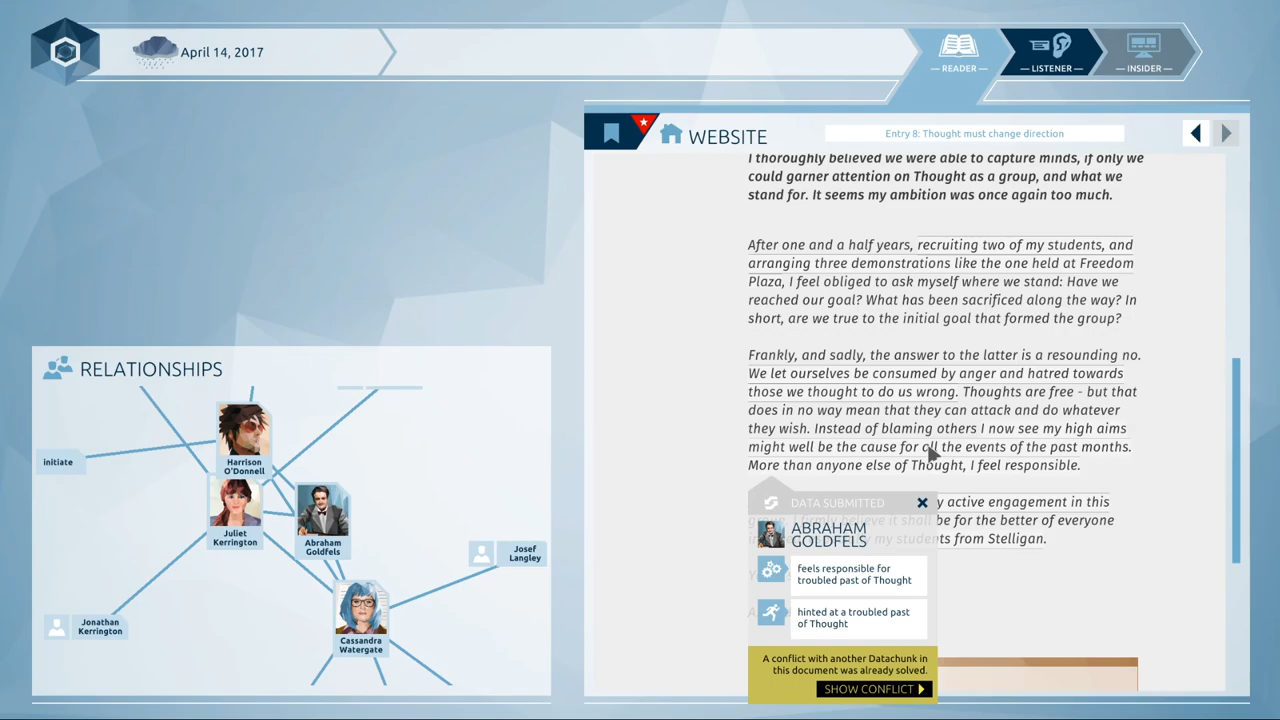 April 14, 2017
READER
LISTENER
INSIDER
WEBSITE
Entry 8: Thought must change direction
I thoroughly believed we were able to capture minds, if only we
could garner attention on Thought as a group, and what we
stand for. It seems my ambition was once again too much.
After one and a half years, recruiting two of my students, and
arranging three demonstrations like the one held at Freedom
Plaza, I feel obliged to ask myself where we stand: Have we
reached our goal? What has been sacrificed along the way? In
short, are we true to the initial goal that formed the group?
Frankly, and sadly, the answer to the latter is a resounding no.
We let ourselves be consumed by anger and hatred towards
those we thought to do us wrong. Thoughts are free - but that
does in no way mean that they can attack and do whatever
they wish. Instead of blaming others I now see my high aims
might well be the cause for all the events of the past months.
More than anyone else of Thought, I feel responsible.
y active engagement in this
believe it shall be for the better of everyone
my students from Stelligan.
DATA SUBMITTED
ABRAHAM
GOLDFELS
feels responsible for
troubled past of Thought
hinted at a troubled past
of Thought
A conflict with another Datachunk in
this document was already solved.
SHOW CONFLICT
RELATIONSHIPS
initiate
Harrison
O'Donnell
Juliet
Kerrington
Abraham
Goldfels
Josef
Langley
Jonathan
Kerrington
Cassandra
Watergate